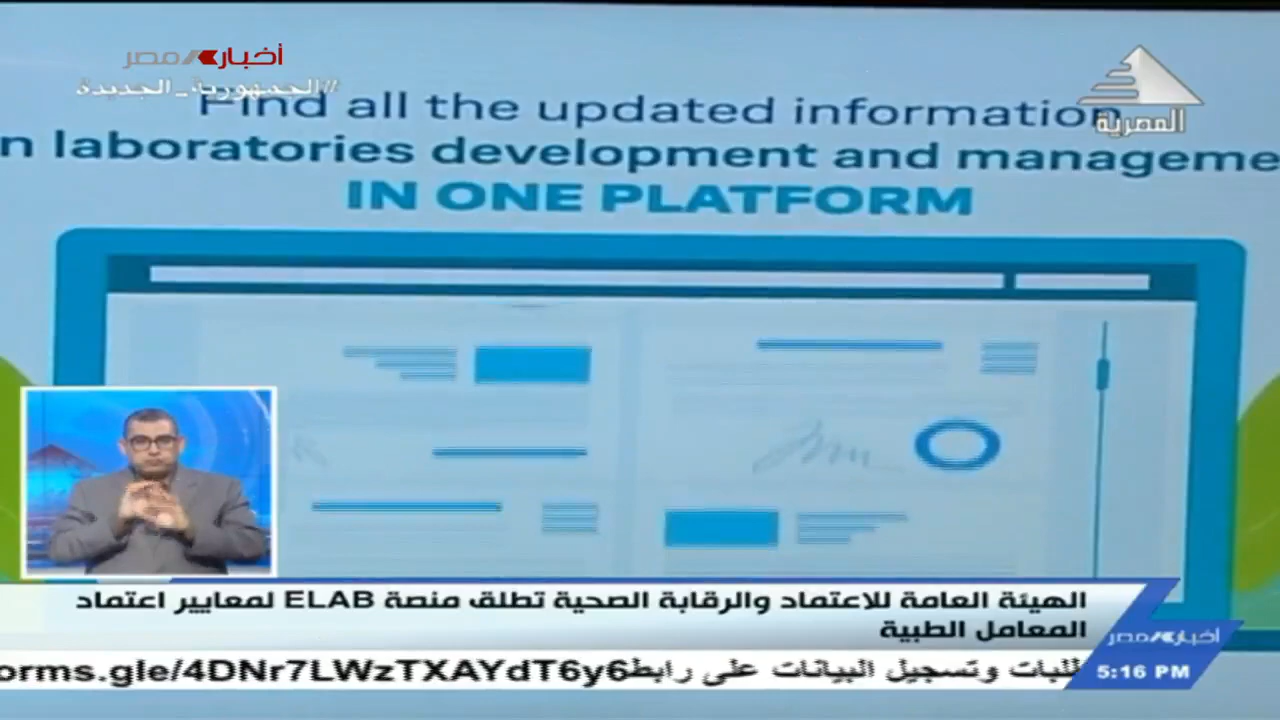 أخبار مصر
#الجمهورية_الجديدة
المصرية
Find all the updated information
n laboratories development and manageme
IN ONE PLATFORM
الهيئة العامة للاعتماد والرقابة الصحية تطلق منصة ELAB لمعايير اعتماد
المعامل الطبية
أخبار مصر
طلبات وتسجيل البيانات على رابط orms.gle/4DNr7LWzTXAYdT6y6
5:16 PM